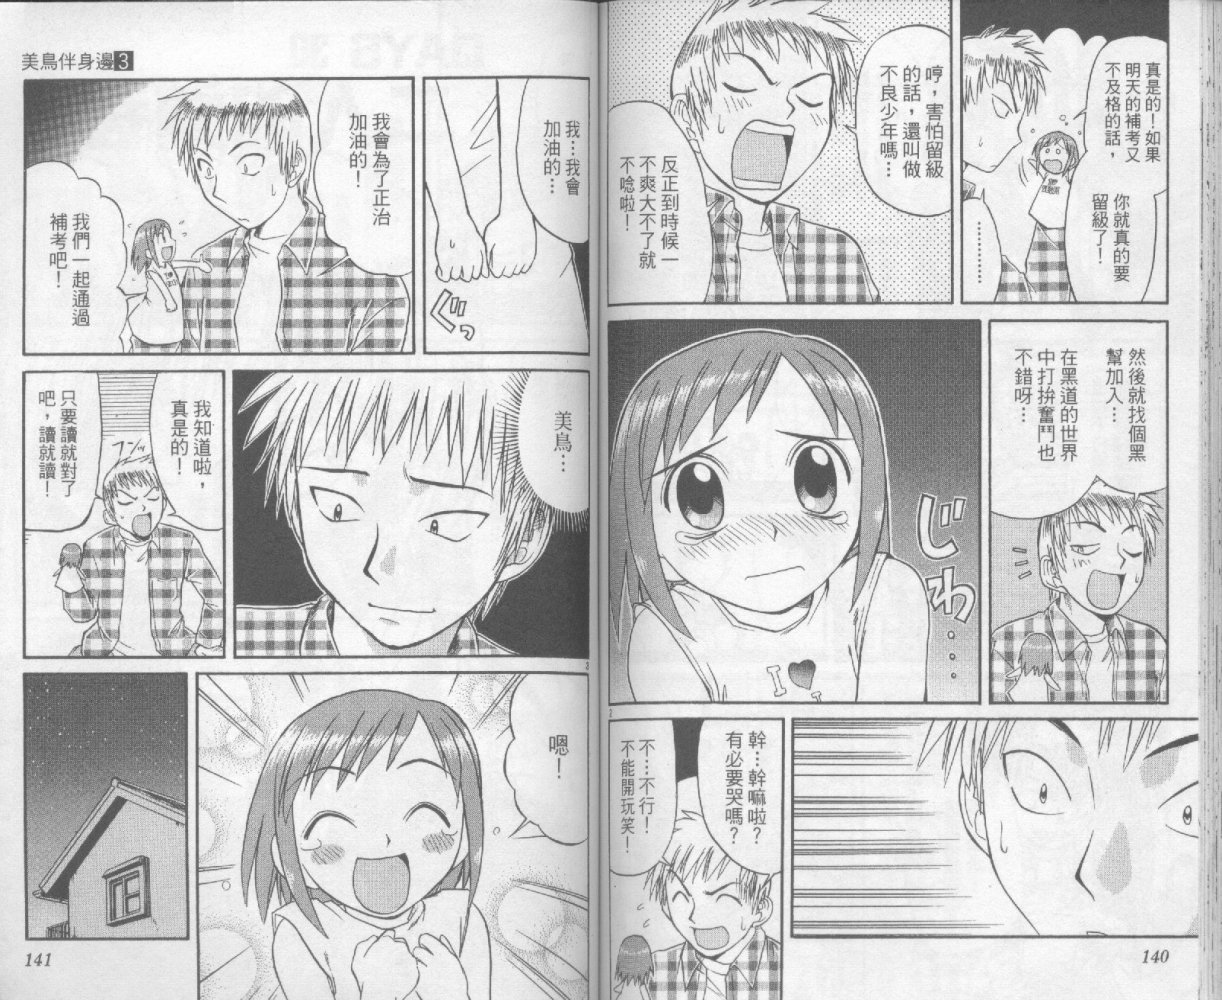 真是的！如果
明天的補考又
不及格的話，
你就真的要
留級了！
…………
哼，害怕留級
的話，還叫做
不良少年嗎…
反正到時候一
不爽大不了就
不唸啦！
然後就找個黑
幫加入…
在黑道的世界
中打拚奮鬥也
不錯呀…
じわ……
I ♥
幹…幹嘛啦？
有必要哭嗎？
不…不行！
不能開玩笑！
140
2
美鳥伴身邊3
我…我會
加油的…
ぐっ
我會為了正治
加油的！
我們一起通過
補考吧！
美鳥…
我知道啦，
真是的！
只要讀就對了
吧，讀就讀！
フンッ
嗯！
3
141